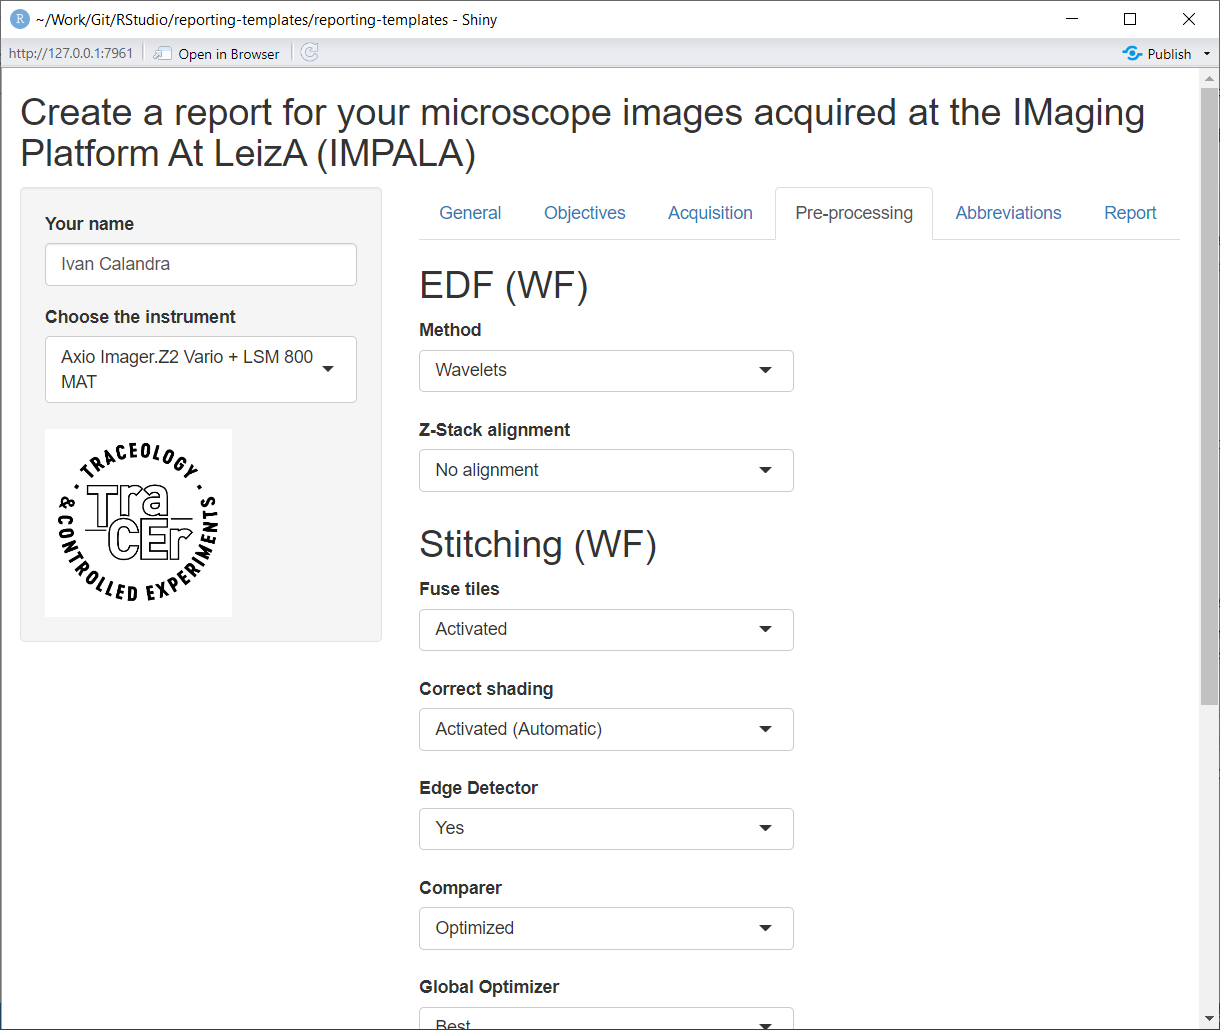 R ~/Work/Git/RStudio/reporting-templates/reporting-templates - Shiny
http://127.0.0.1:7961 Open in Browser Publish
Create a report for your microscope images acquired at the IMaging
Platform At LeizA (IMPALA)
Your name
Ivan Calandra
Choose the instrument
Axio Imager.Z2 Vario + LSM 800
MAT
· TRACEOLOGY ·
TraCEr
& CONTROLLED EXPERIMENTS
General Objectives Acquisition Pre-processing Abbreviations Report
EDF (WF)
Method
Wavelets
Z-Stack alignment
No alignment
Stitching (WF)
Fuse tiles
Activated
Correct shading
Activated (Automatic)
Edge Detector
Yes
Comparer
Optimized
Global Optimizer
Best